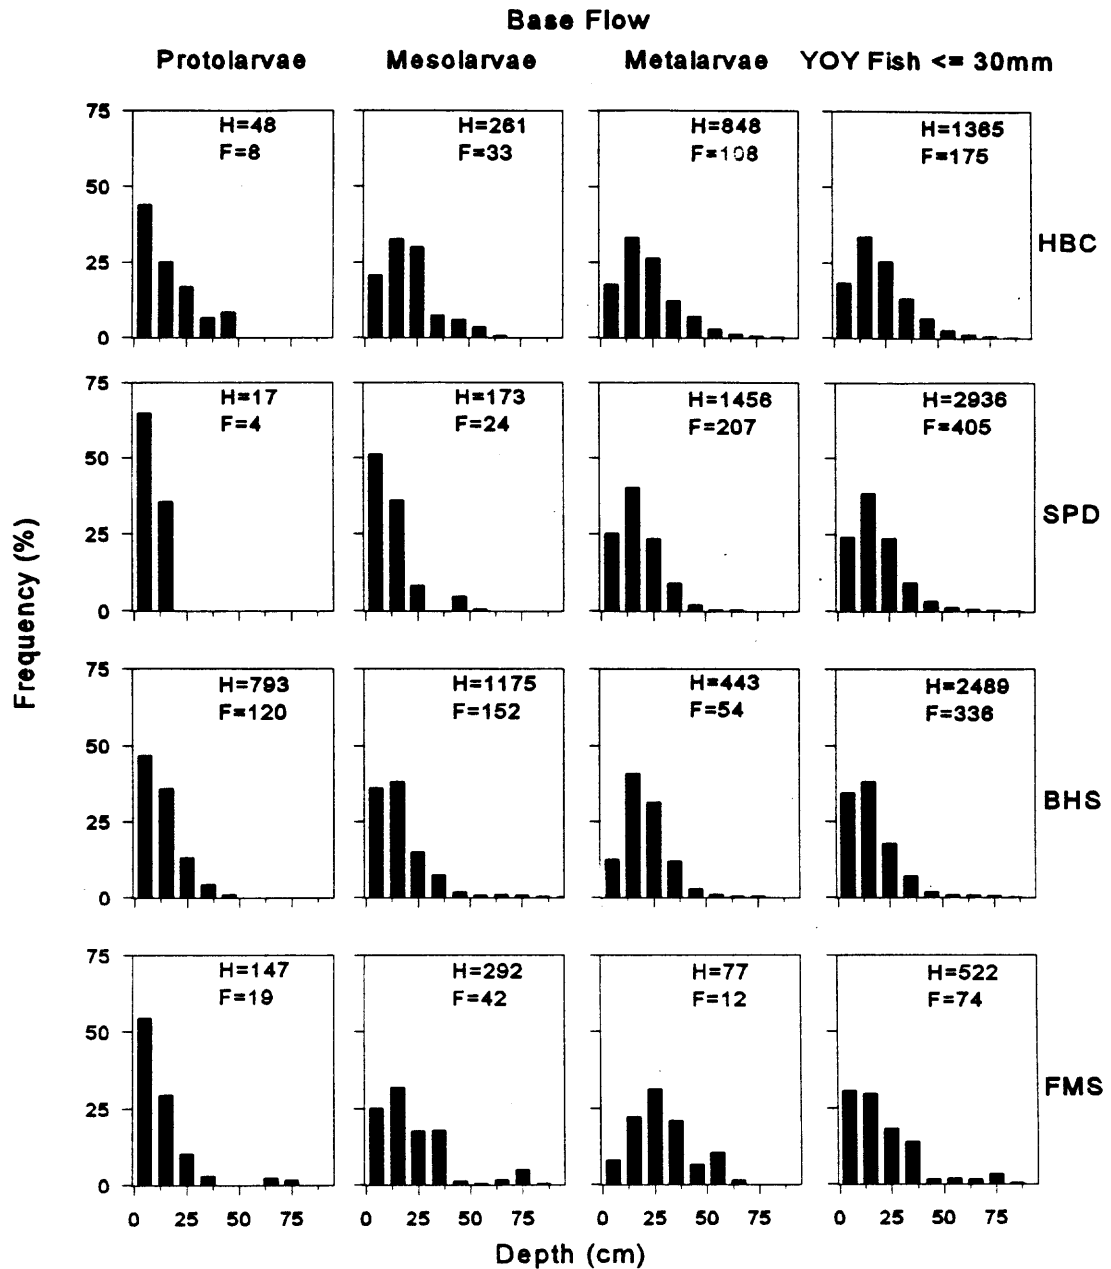 Base Flow
Protolarvae Mesolarvae Metalarvae YOY Fish <= 30mm
75 H=48 H=261 H=848 H=1365
F=8 F=33 F=108 F=175
50
HBC
25
0
75 H=17 H=173 H=1456 H=2936
F=4 F=24 F=207 F=405
50
SPD
25
0
Frequency (%)
75 H=793 H=1175 H=443 H=2489
F=120 F=152 F=54 F=336
50
BHS
25
0
75 H=147 H=292 H=77 H=522
F=19 F=42 F=12 F=74
50
FMS
25
0
0 25 50 75 0 25 50 75 0 25 50 75 0 25 50 75
Depth (cm)